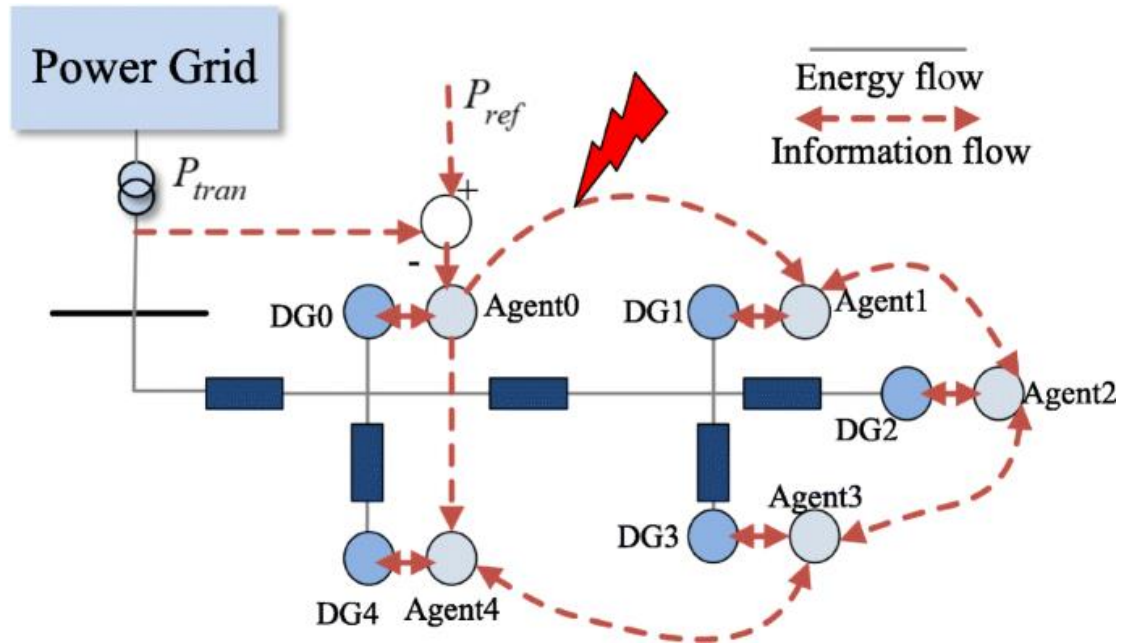 Power Grid
Energy flow
Information flow
P_ref
P_tran
+
-
DG0
Agent0
DG1
Agent1
DG2
Agent2
DG3
Agent3
DG4
Agent4